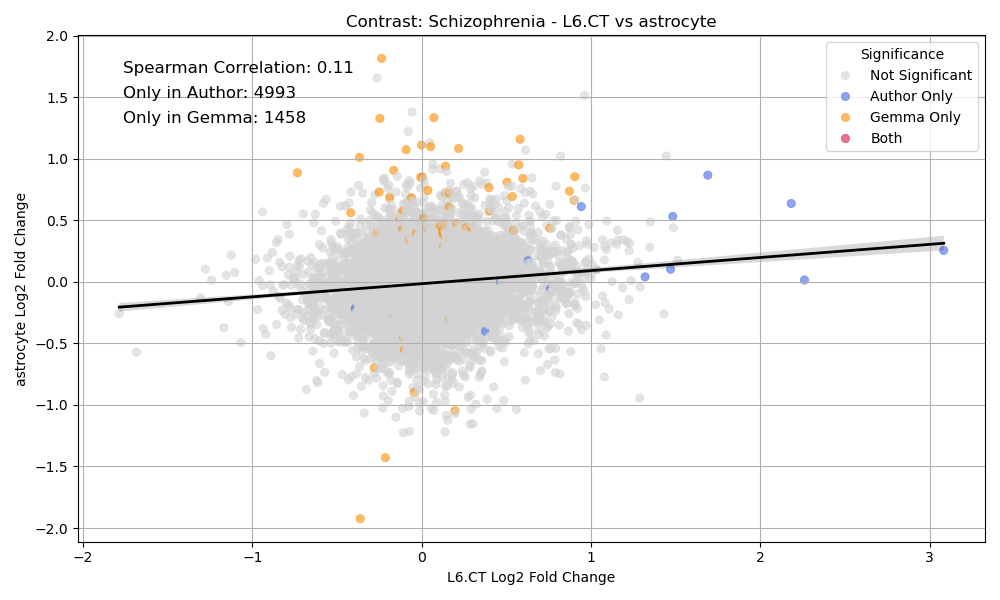 Contrast: Schizophrenia - L6.CT vs astrocyte
Spearman Correlation: 0.11
Only in Author: 4993
Only in Gemma: 1458
Significance
Not Significant
Author Only
Gemma Only
Both
astrocyte Log2 Fold Change
2.0
1.5
1.0
0.5
0.0
−0.5
−1.0
−1.5
−2.0
−2 −1 0 1 2 3
L6.CT Log2 Fold Change